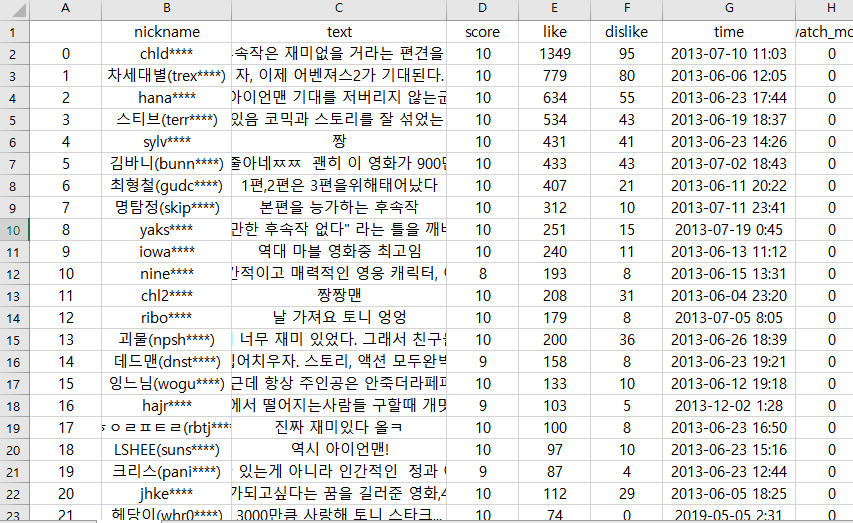 A B C D E F G H
1 nickname text score like dislike time
2 0 chld**** 후속작은 재미없을 거라는 편견을 10 1349 95 2013-07-10 11:03 0
3 1 차세대별(trex****) 자, 이제 어벤져스2가 기대된다. 10 779 80 2013-06-06 12:05 0
4 2 hana**** 아이언맨 기대를 저버리지 않는 10 634 55 2013-06-23 17:44 0
5 3 스티브(terr****) 있음 코믹과 스토리를 잘 섞었는 10 534 43 2013-06-19 18:37 0
6 4 sylv**** 짱 10 431 41 2013-06-23 14:26 0
7 5 김바니(bunn****) 줄아네ㅉㅉ 괜히 이 영화가 900만 10 433 43 2013-07-02 18:43 0
8 6 최형철(gudc****) 1편,2편은 3편을위해태어났다 10 407 21 2013-06-11 20:22 0
9 7 명탐정(skip****) 본편을 능가하는 후속작 10 312 10 2013-07-11 23:41 0
10 8 yaks**** 만한 후속작 없다" 라는 틀을 깨 10 251 15 2013-07-19 0:45 0
11 9 iowa**** 역대 마블 영화중 최고임 10 240 11 2013-06-13 11:12 0
12 10 nine**** 간적이고 매력적인 영웅 캐릭터, 8 193 8 2013-06-15 13:31 0
13 11 chl2**** 짱짱맨 10 208 31 2013-06-04 23:20 0
14 12 ribo**** 날 가져요 토니 엉엉 10 179 8 2013-07-05 8:05 0
15 13 괴물(npsh****) 너무 재미 있었다. 그래서 친구 10 200 36 2013-06-26 18:39 0
16 14 데드맨(dnst****) 집어치우자. 스토리, 액션 모두완벽 9 158 8 2013-06-23 19:21 0
17 15 잉느님(wogu****) 근데 항상 주인공은 안죽더라페 10 133 10 2013-06-12 19:18 0
18 16 hajr**** 에서 떨어지는사람들 구할때 개멋 9 103 5 2013-12-02 1:28 0
19 17 ㅎㅇㄹㅍㅌㄹ(rbtj**** 진짜 재미있다 올ㅋ 10 100 8 2013-06-23 16:50 0
20 18 LSHEE(suns****) 역시 아이언맨! 10 97 10 2013-06-23 15:16 0
21 19 크리스(pani****) 있는게 아니라 인간적인 정과 9 87 4 2013-06-23 12:44 0
22 20 jhke**** 가되고싶다는 꿈을 길러준 영화, 10 112 29 2013-06-05 18:25 0
23 21 헤당이(whr0****) 3000만큼 사랑해 토니 스타크... 10 74 0 2019-05-05 2:31 0